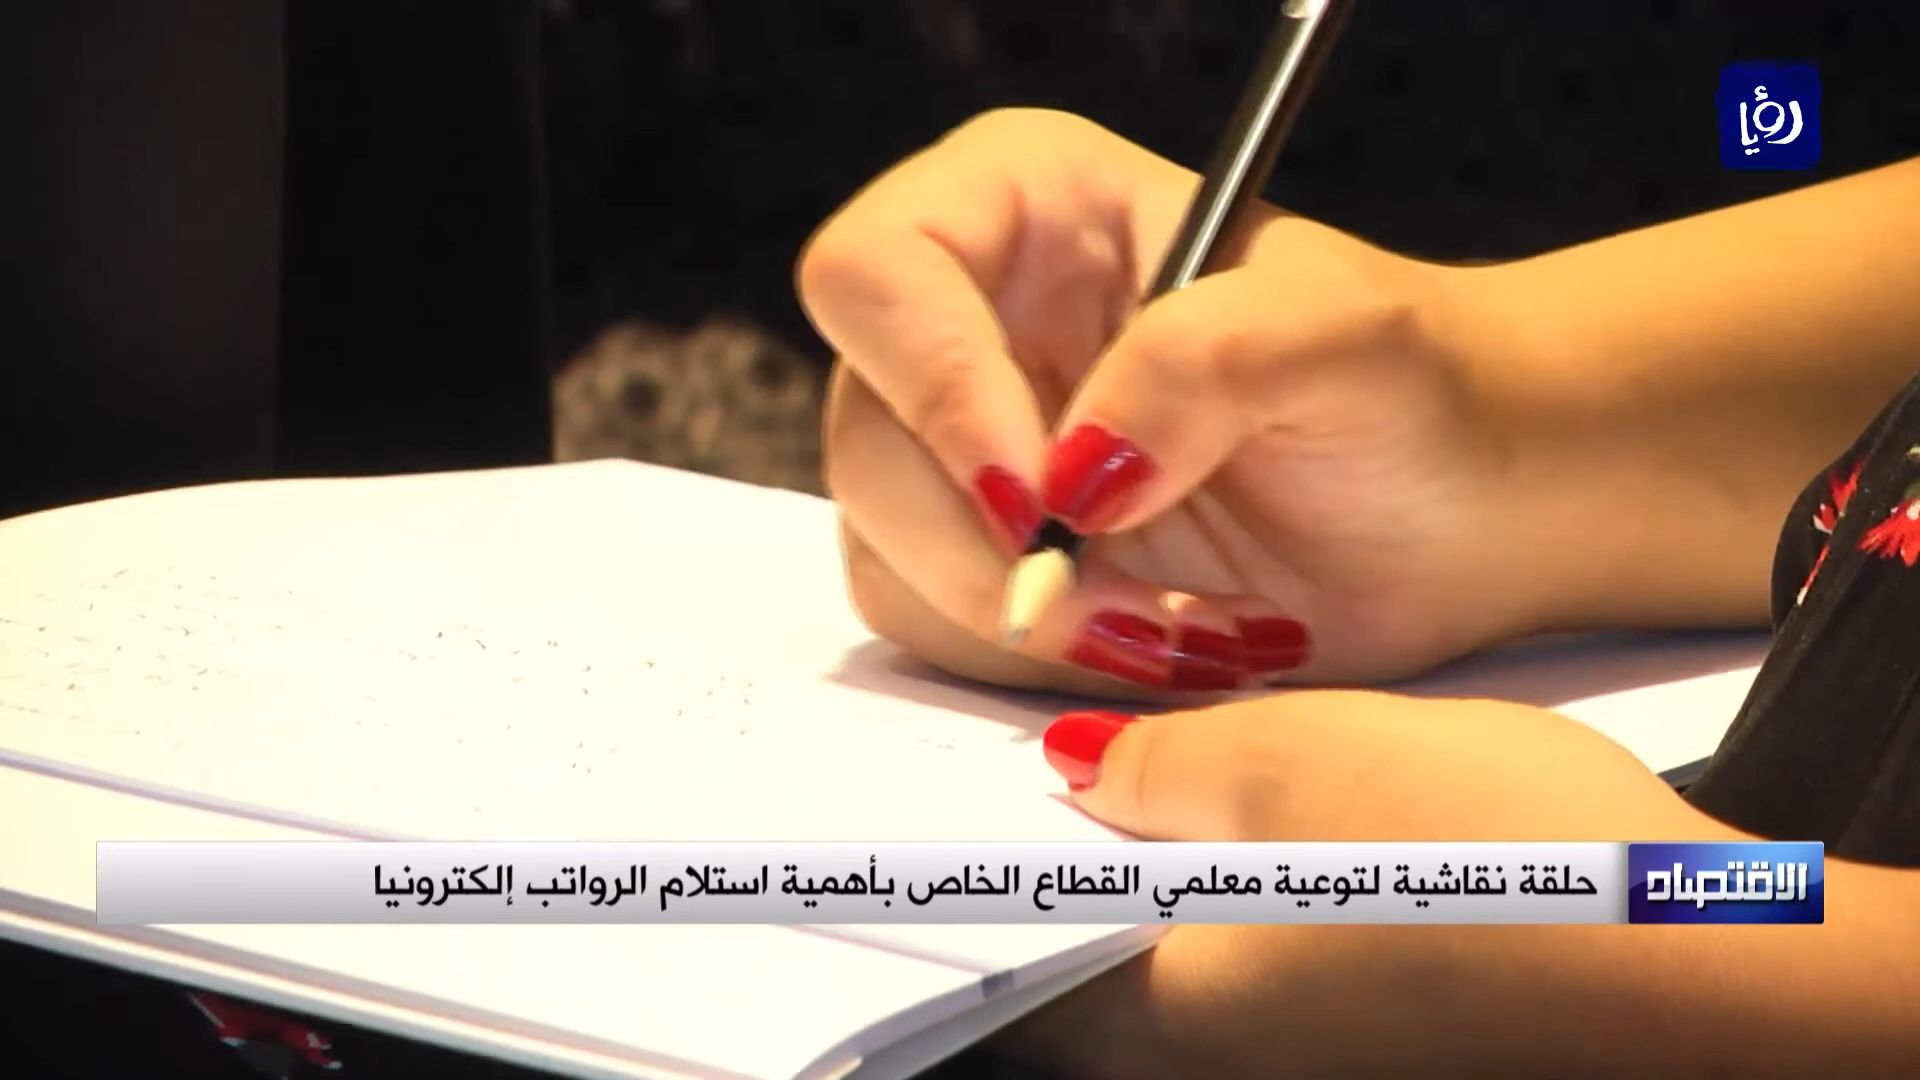 رؤيا
حلقة نقاشية لتوعية معلمي القطاع الخاص بأهمية استلام الرواتب إلكترونيا
الاقتصاد